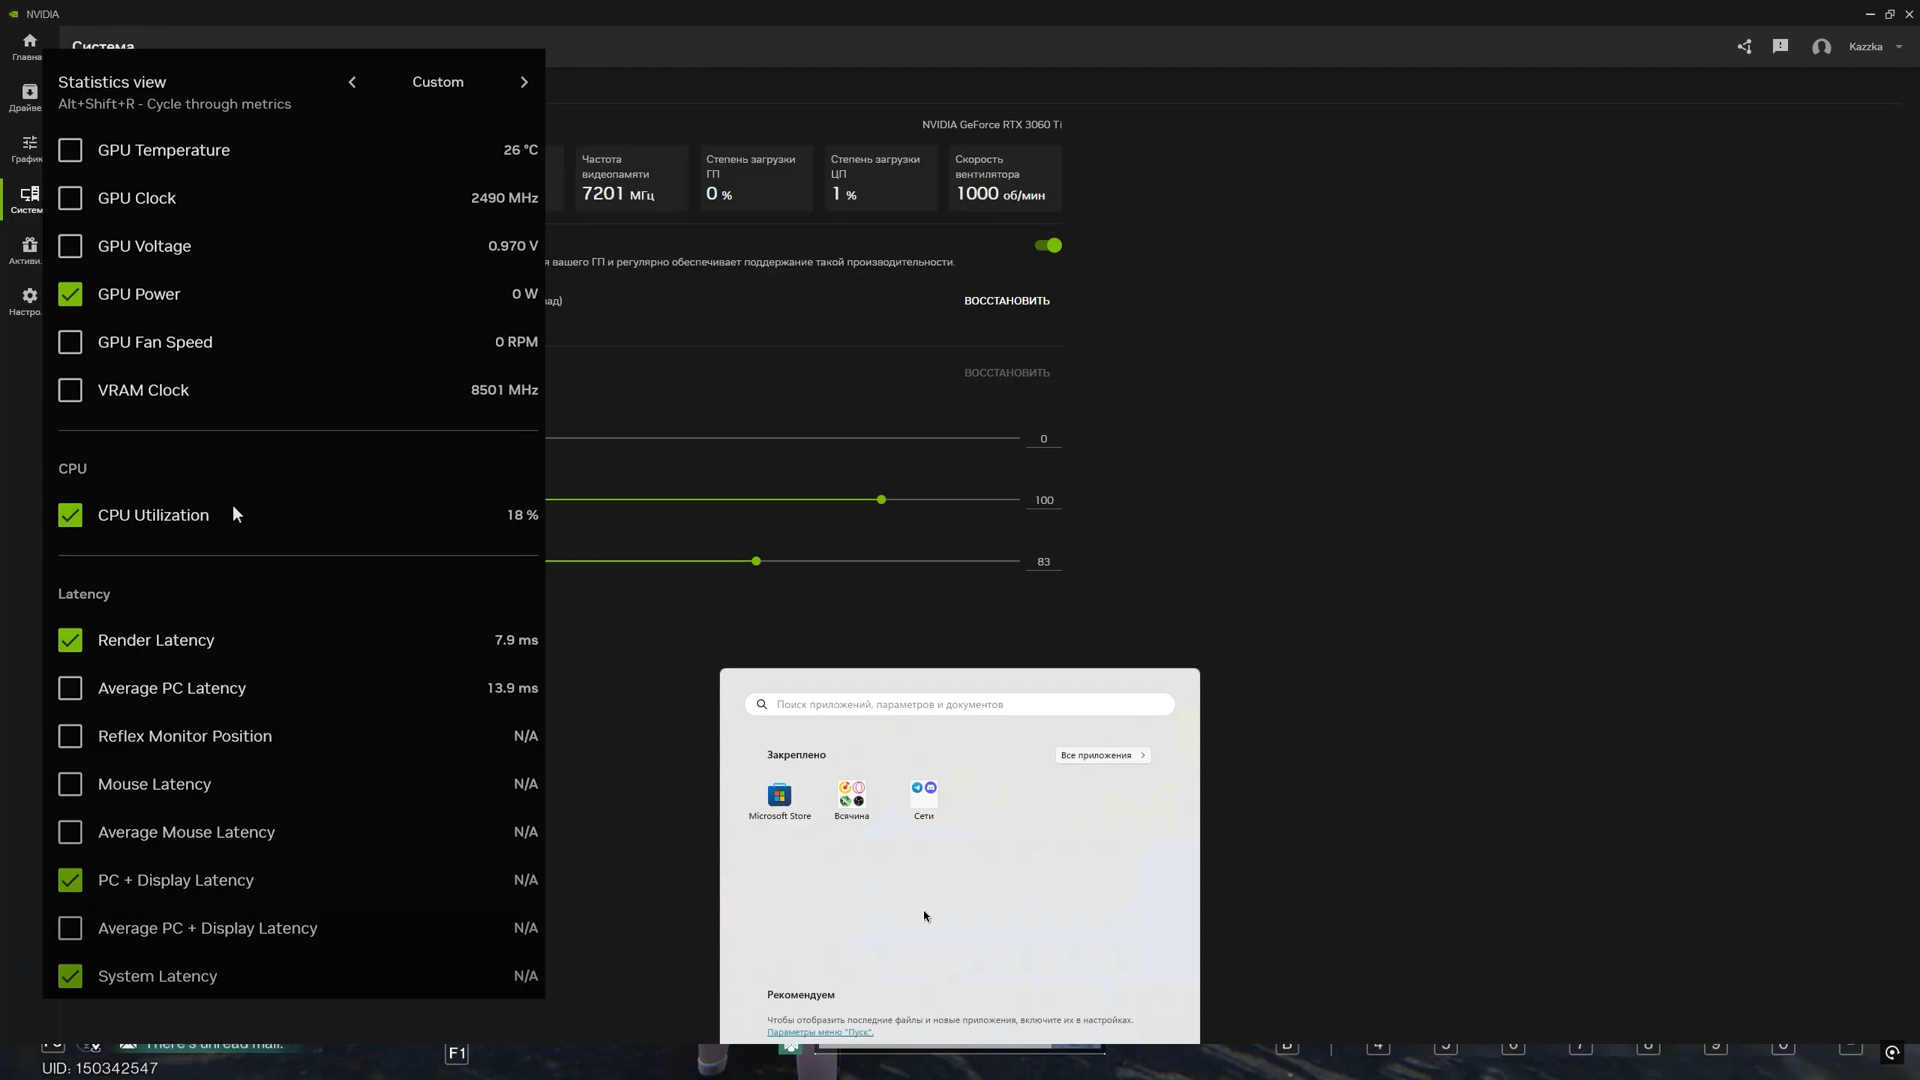 NVIDIA
Система
Kazzka
Главна
Драйве
График
Систем
Активи.
Настро.
Statistics view
Custom
Alt+Shift+R - Cycle through metrics
GPU Temperature 26 °C
GPU Clock 2490 MHz
GPU Voltage 0.970 V
GPU Power 0 W
GPU Fan Speed 0 RPM
VRAM Clock 8501 MHz
CPU
CPU Utilization 18 %
Latency
Render Latency 7.9 ms
Average PC Latency 13.9 ms
Reflex Monitor Position N/A
Mouse Latency N/A
Average Mouse Latency N/A
PC + Display Latency N/A
Average PC + Display Latency N/A
System Latency N/A
NVIDIA GeForce RTX 3060 Ti
Частота видеопамяти
7201 МГц
Степень загрузки ГП
0 %
Степень загрузки ЦП
1 %
Скорость вентилятора
1000 об/мин
я вашего ГП и регулярно обеспечивает поддержание такой производительности.
зад)
ВОССТАНОВИТЬ
ВОССТАНОВИТЬ
0
100
83
Поиск приложений, параметров и документов
Закреплено
Все приложения
Microsoft Store
Всячина
Сети
Рекомендуем
Чтобы отобразить последние файлы и новые приложения, включите их в настройках.
Параметры меню "Пуск".
There's unread mail.
F1
UID: 150342547